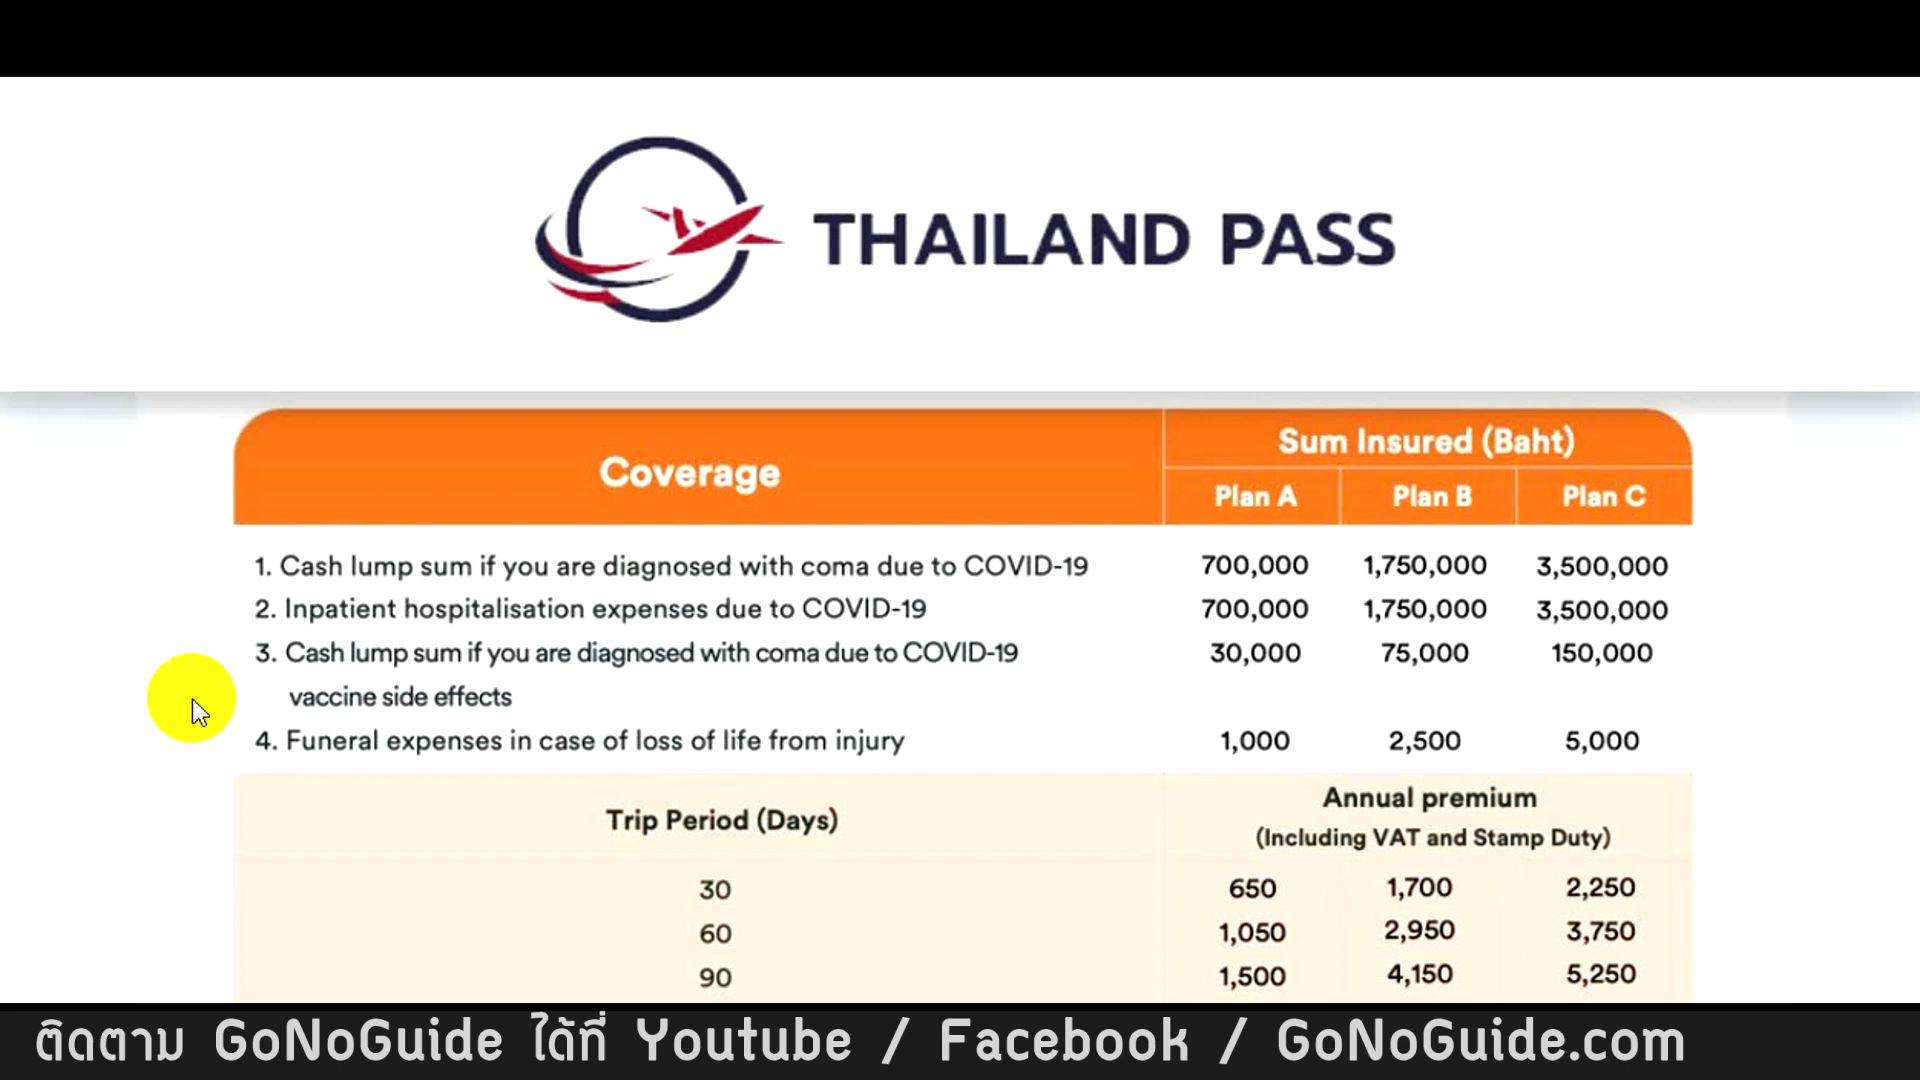 THAILAND PASS
Coverage
Sum Insured (Baht)
Plan A Plan B Plan C
1. Cash lump sum if you are diagnosed with coma due to COVID-19 700,000 1,750,000 3,500,000
2. Inpatient hospitalisation expenses due to COVID-19 700,000 1,750,000 3,500,000
3. Cash lump sum if you are diagnosed with coma due to COVID-19 30,000 75,000 150,000
vaccine side effects
4. Funeral expenses in case of loss of life from injury 1,000 2,500 5,000
Trip Period (Days)
Annual premium
(Including VAT and Stamp Duty)
30 650 1,700 2,250
60 1,050 2,950 3,750
90 1,500 4,150 5,250
ติดตาม GoNoGuide ได้ที่ Youtube / Facebook / GoNoGuide.com